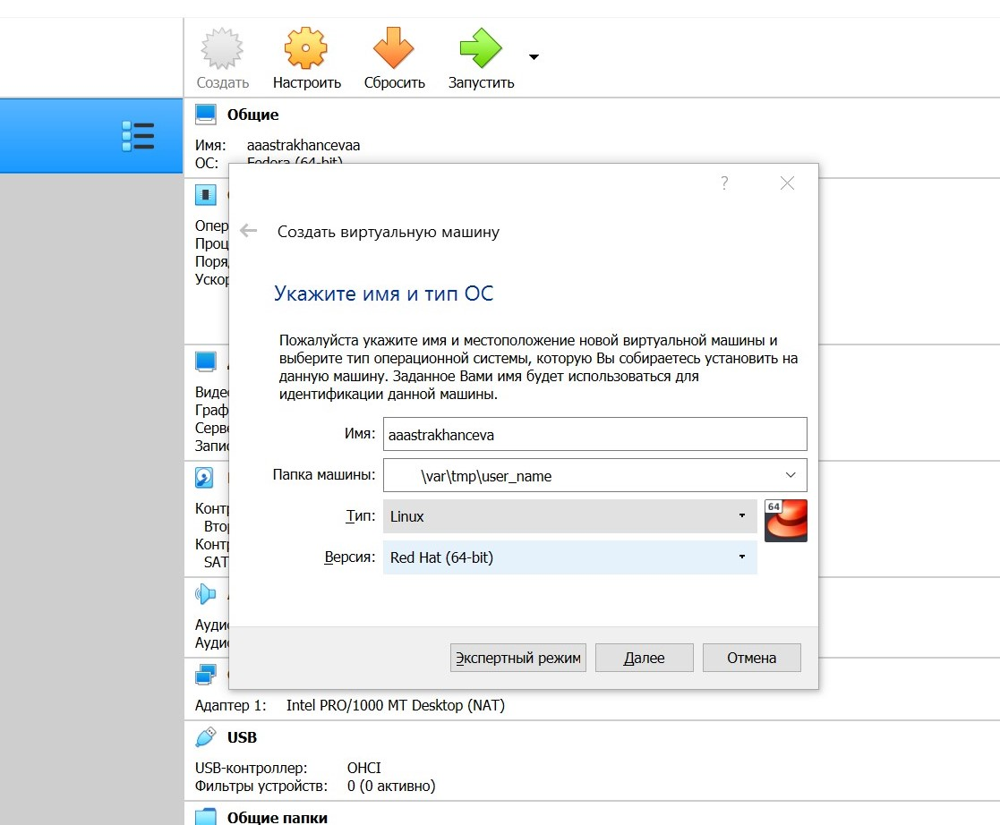 Создать Настроить Сбросить Запустить
Общие
Имя: aaastrakhancevaa
ОС: Fedora (64-bit)
? 
Создать виртуальную машину
Укажите имя и тип ОС
Пожалуйста укажите имя и местоположение новой виртуальной машины и
выберите тип операционной системы, которую Вы собираетесь установить на
данную машину. Заданное Вами имя будет использоваться для
идентификации данной машины.
Имя: aaastrakhanceva
Папка машины: \var\tmp\user_name
Тип: Linux
64
Версия: Red Hat (64-bit)
Экспертный режим Далее Отмена
Опер
Проц
Поря
Ускор
Виде
Граф
Серве
Запис
Конт
Втор
Конт
SAT
Ауди
Ауди
Адаптер 1: Intel PRO/1000 MT Desktop (NAT)
USB
USB-контроллер: OHCI
Фильтры устройств: 0 (0 активно)
Общие папки